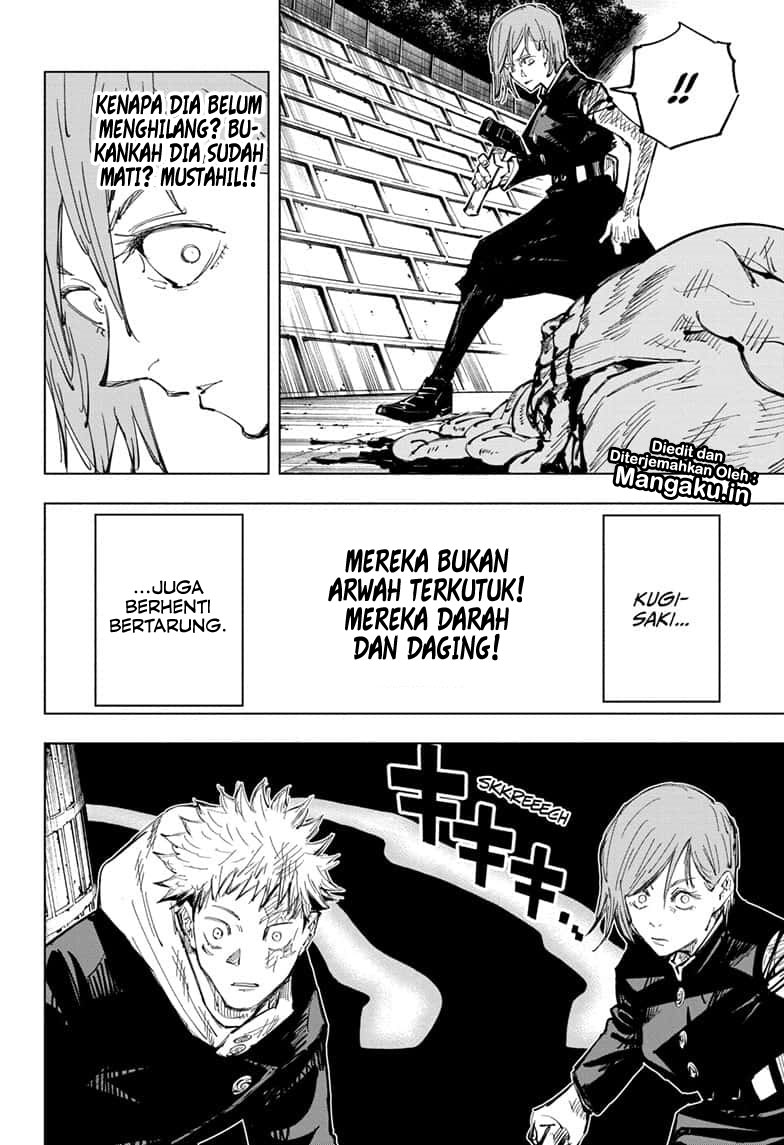 !!
KENAPA DIA BELUM
MENGHILANG? BU-
KANKAH DIA SUDAH
MATI? MUSTAHIL!!
Diedit dan
Diterjemahkan Oleh :
Mangaku.in
KUGI-
SAKI...
MEREKA BUKAN
ARWAH TERKUTUK!
MEREKA DARAH
DAN DAGING!
...JUGA
BERHENTI
BERTARUNG.
キキキ...
SKKREEECH